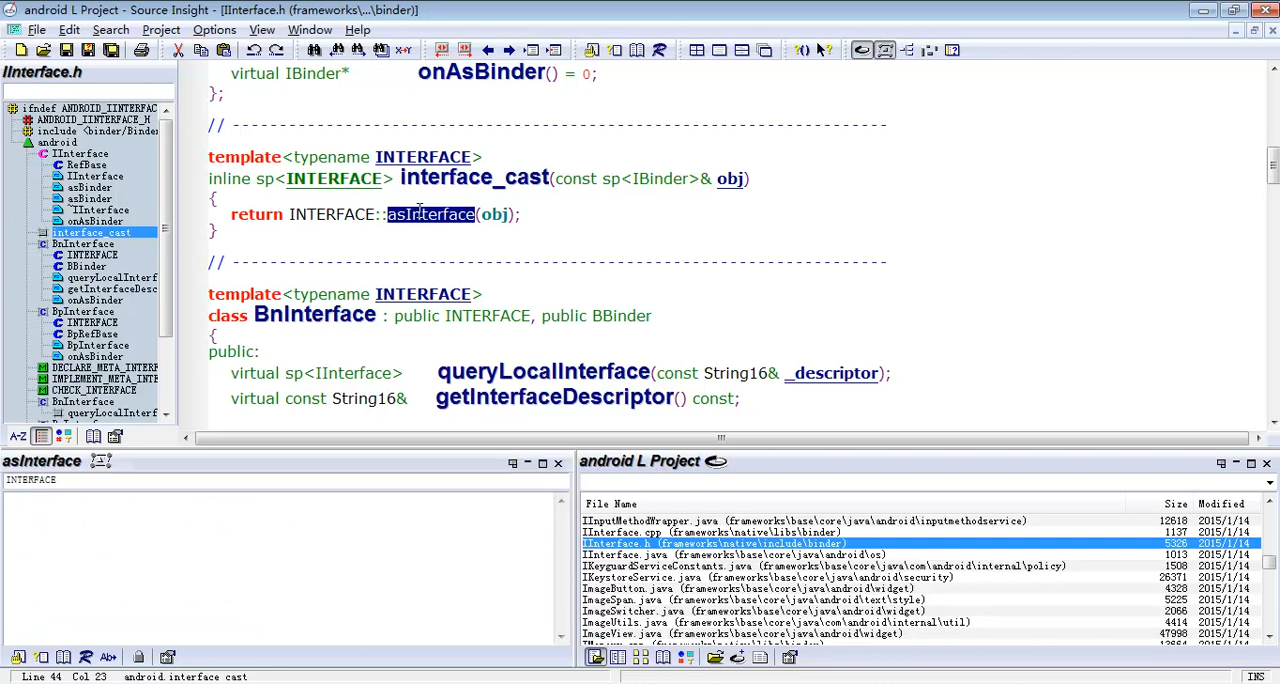 android L Project - Source Insight - [IInterface.h (frameworks\...\binder)]
File Edit Search Project Options View Window Help
IInterface.h
ifndef ANDROID_IINTERFAC
ANDROID_IINTERFACE_H
include <binder/Binder
android
IInterface
RefBase
IInterface
asBinder
asBinder
~IInterface
onAsBinder
interface_cast
BnInterface
INTERFACE
BBinder
queryLocalInterf
getInterfaceDesc
onAsBinder
BpInterface
INTERFACE
BpRefBase
BpInterface
onAsBinder
DECLARE_META_INTERF
IMPLEMENT_META_INTE
CHECK_INTERFACE
BnInterface
queryLocalInterf
A-Z
virtual IBinder* onAsBinder() = 0;
};
// ----------------------------------------------------------------------
template<typename INTERFACE>
inline sp<INTERFACE> interface_cast(const sp<IBinder>& obj)
{
return INTERFACE::asInterface(obj);
}
// ----------------------------------------------------------------------
template<typename INTERFACE>
class BnInterface : public INTERFACE, public BBinder
{
public:
virtual sp<IInterface> queryLocalInterface(const String16& _descriptor);
virtual const String16& getInterfaceDescriptor() const;
asInterface
INTERFACE
android L Project
File Name Size Modified
IInputMethodWrapper.java (frameworks\base\core\java\android\inputmethodservice) 12618 2015/1/14
IInterface.cpp (frameworks\native\libs\binder) 1137 2015/1/14
IInterface.h (frameworks\native\include\binder) 5326 2015/1/14
IInterface.java (frameworks\base\core\java\android\os) 1013 2015/1/14
IKeyguardServiceConstants.java (frameworks\base\core\java\com\android\internal\policy) 1508 2015/1/14
IKeystoreService.java (frameworks\base\core\java\android\security) 26371 2015/1/14
ImageButton.java (frameworks\base\core\java\android\widget) 4328 2015/1/14
ImageSpan.java (frameworks\base\core\java\android\text\style) 5225 2015/1/14
ImageSwitcher.java (frameworks\base\core\java\android\widget) 2066 2015/1/14
ImageUtils.java (frameworks\base\core\java\com\android\internal\util) 4414 2015/1/14
ImageView.java (frameworks\base\core\java\android\widget) 47998 2015/1/14
Line 44 Col 23 android.interface_cast INS